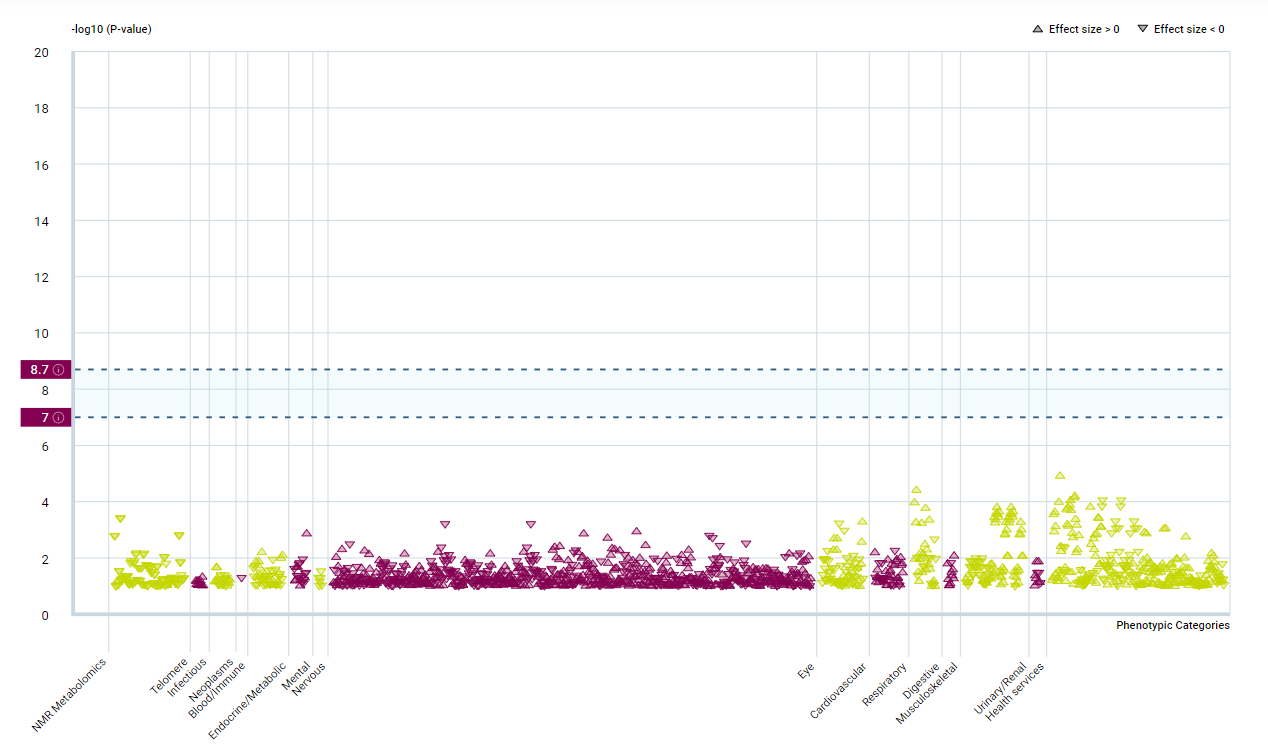 -log10 (P-value)
Effect size > 0
Effect size < 0
20
18
16
14
12
10
8.7
8
7
6
4
2
0
Phenotypic Categories
NMR Metabolomics
Telomere
Infectious
Neoplasms
Blood/Immune
Endocrine/Metabolic
Mental
Nervous
Eye
Cardiovascular
Respiratory
Digestive
Musculoskeletal
Urinary/Renal
Health services